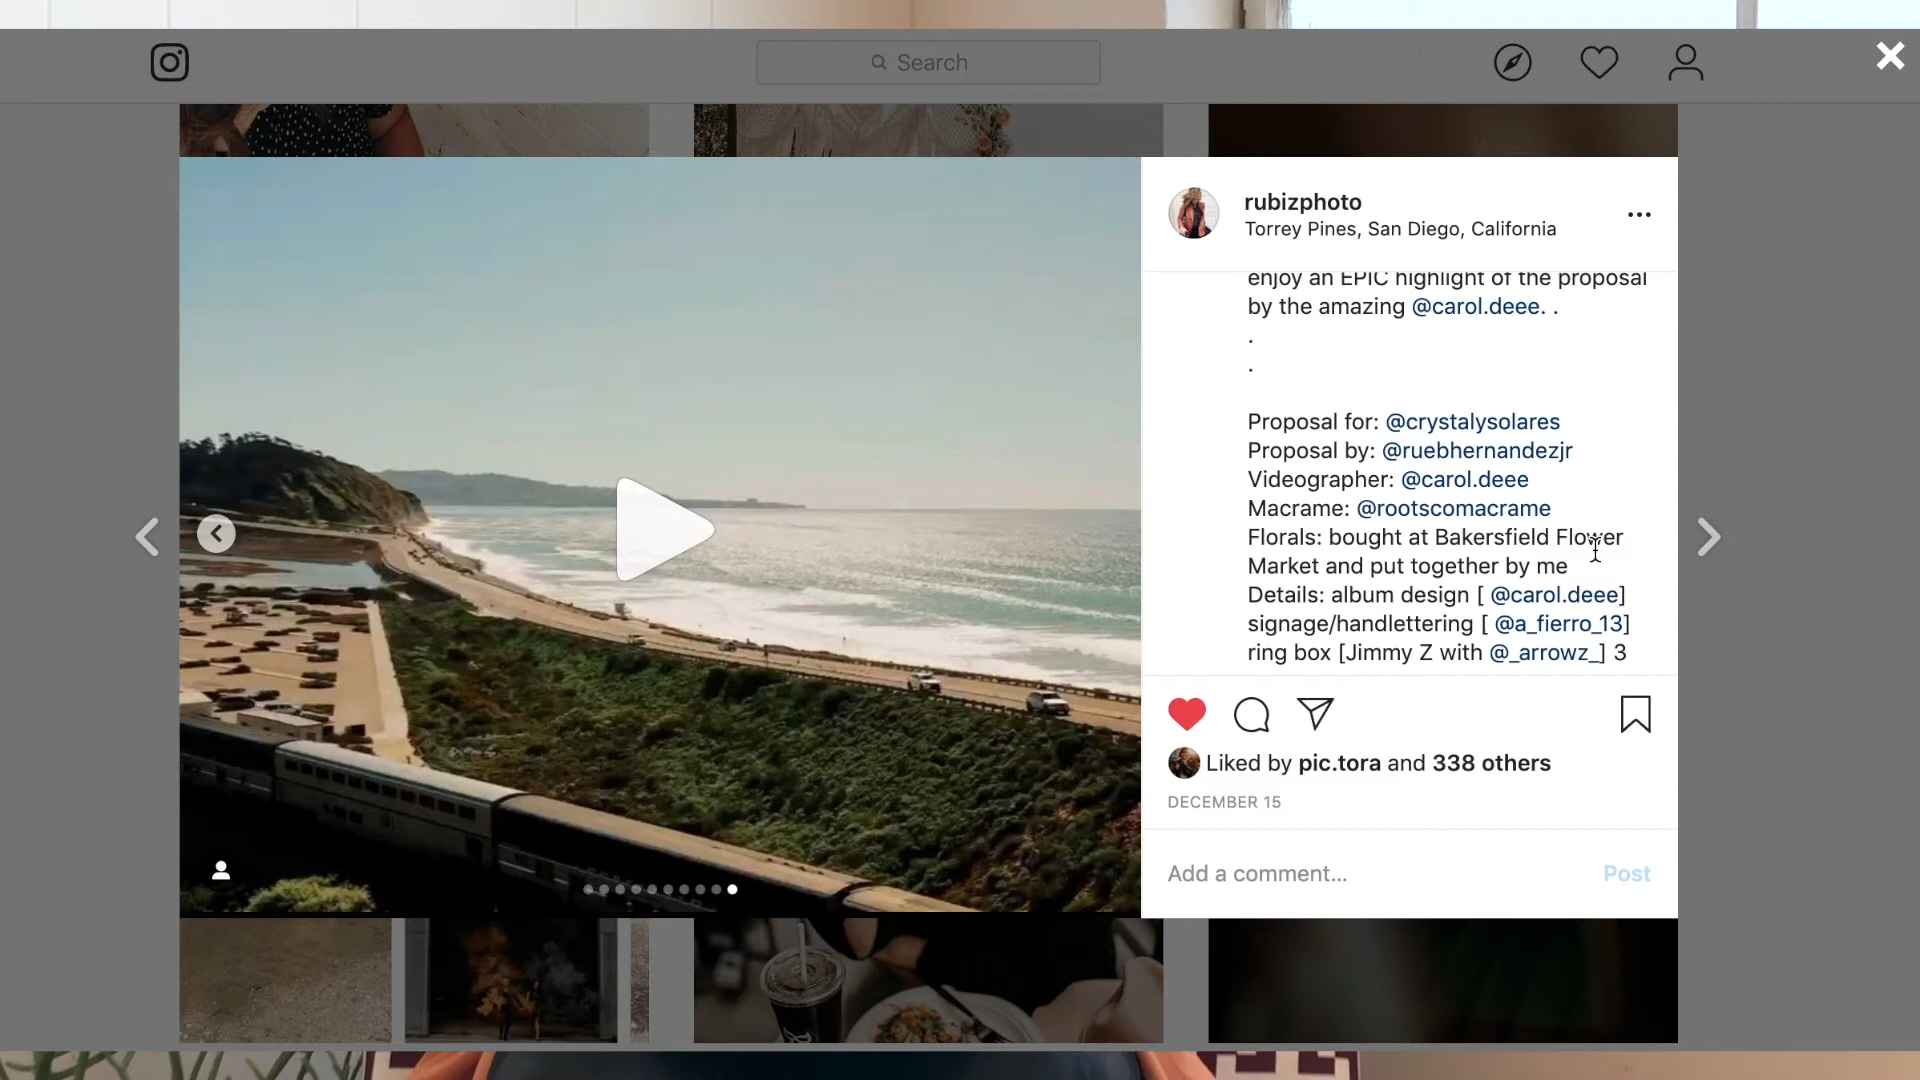 Search
rubizphoto
Torrey Pines, San Diego, California
enjoy an EPIC highlight of the proposal
by the amazing @carol.deee. .
.
.
Proposal for: @crystalysolares
Proposal by: @ruebhernandezjr
Videographer: @carol.deee
Macrame: @rootscomacrame
Florals: bought at Bakersfield Flower
Market and put together by me
Details: album design [ @carol.deee]
signage/handlettering [ @a_fierro_13]
ring box [Jimmy Z with @_arrowz_] 3
Liked by pic.tora and 338 others
DECEMBER 15
Add a comment...
Post